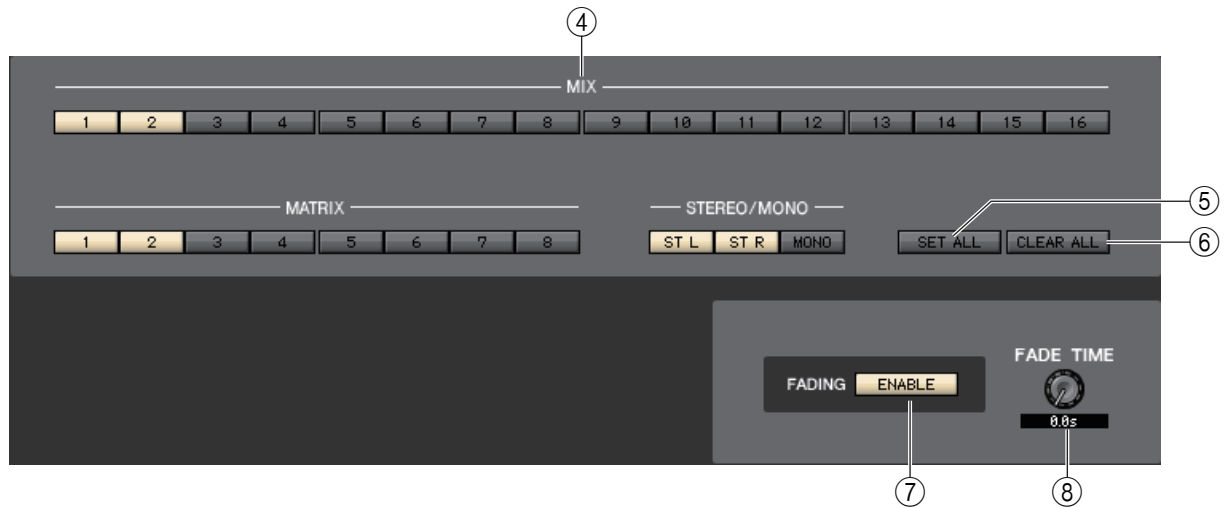 ④
MIX
1 2 3 4 5 6 7 8 9 10 11 12 13 14 15 16
MATRIX STEREO/MONO ⑤
1 2 3 4 5 6 7 8 ST L ST R MONO SET ALL CLEAR ALL ⑥
FADE TIME
FADING ENABLE
0.0s
⑦ ⑧